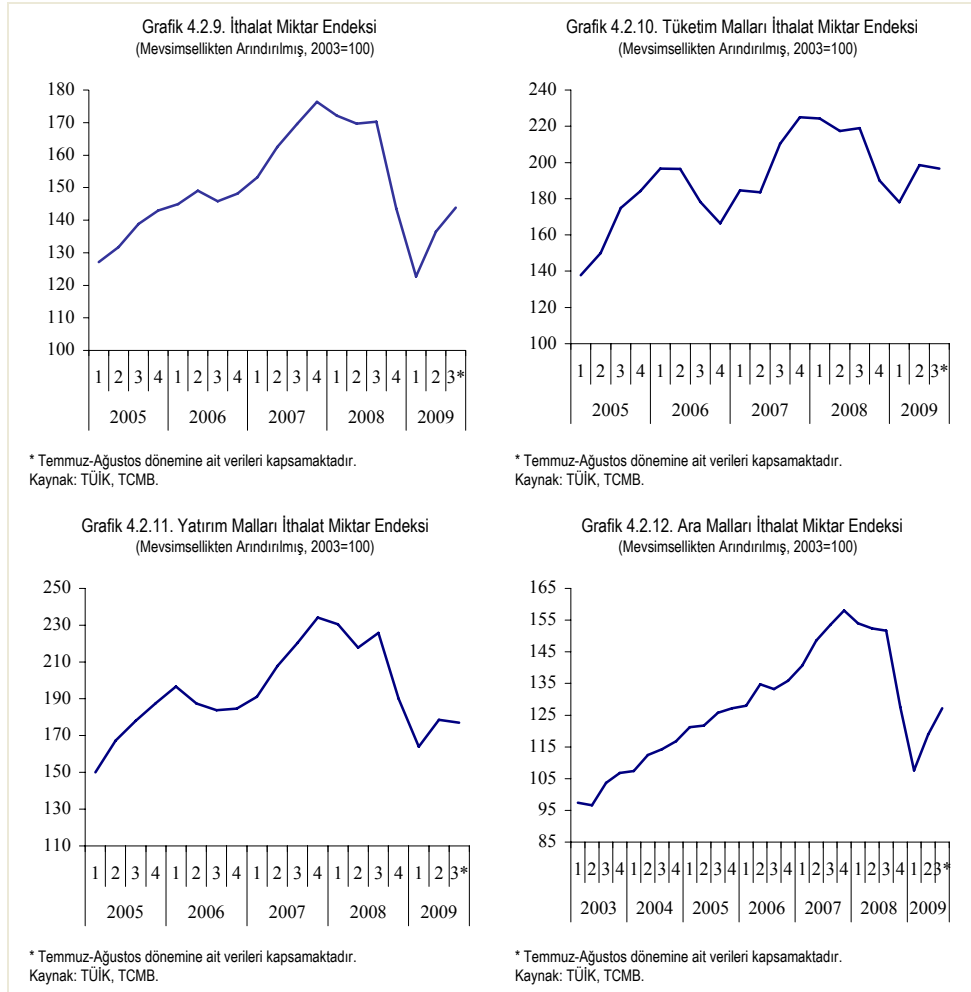 Grafik 4.2.9. İthalat Miktar Endeksi
(Mevsimsellikten Arındırılmış, 2003=100)
180
170
160
150
140
130
120
110
100
1 2 3 4 1 2 3 4 1 2 3 4 1 2 3 4 1 2 3*
2005 2006 2007 2008 2009
* Temmuz-Ağustos dönemine ait verileri kapsamaktadır.
Kaynak: TÜİK, TCMB.
Grafik 4.2.10. Tüketim Malları İthalat Miktar Endeksi
(Mevsimsellikten Arındırılmış, 2003=100)
240
220
200
180
160
140
120
100
1 2 3 4 1 2 3 4 1 2 3 4 1 2 3 4 1 2 3*
2005 2006 2007 2008 2009
* Temmuz-Ağustos dönemine ait verileri kapsamaktadır.
Kaynak: TÜİK, TCMB.
Grafik 4.2.11. Yatırım Malları İthalat Miktar Endeksi
(Mevsimsellikten Arındırılmış, 2003=100)
250
230
210
190
170
150
130
110
1 2 3 4 1 2 3 4 1 2 3 4 1 2 3 4 1 2 3*
2005 2006 2007 2008 2009
* Temmuz-Ağustos dönemine ait verileri kapsamaktadır.
Kaynak: TÜİK, TCMB.
Grafik 4.2.12. Ara Malları İthalat Miktar Endeksi
(Mevsimsellikten Arındırılmış, 2003=100)
165
155
145
135
125
115
105
95
85
1 2 3 4 1 2 3 4 1 2 3 4 1 2 3 4 1 2 3 4 1 2 3 4 1 2 3*
2003 2004 2005 2006 2007 2008 2009
* Temmuz-Ağustos dönemine ait verileri kapsamaktadır.
Kaynak: TÜİK, TCMB.